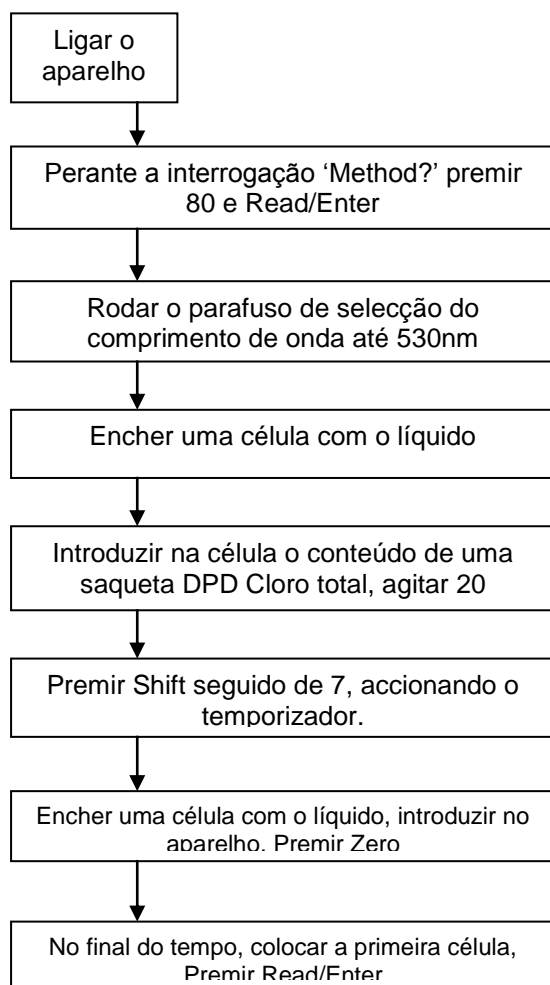 Ligar o
aparelho
Perante a interrogação ‘Method?’ premir
80 e Read/Enter
Rodar o parafuso de selecção do
comprimento de onda até 530nm
Encher uma célula com o líquido
Introduzir na célula o conteúdo de uma
saqueta DPD Cloro total, agitar 20
Premir Shift seguido de 7, accionando o
temporizador.
Encher uma célula com o líquido, introduzir no
aparelho. Premir Zero
No final do tempo, colocar a primeira célula,
Premir Read/Enter